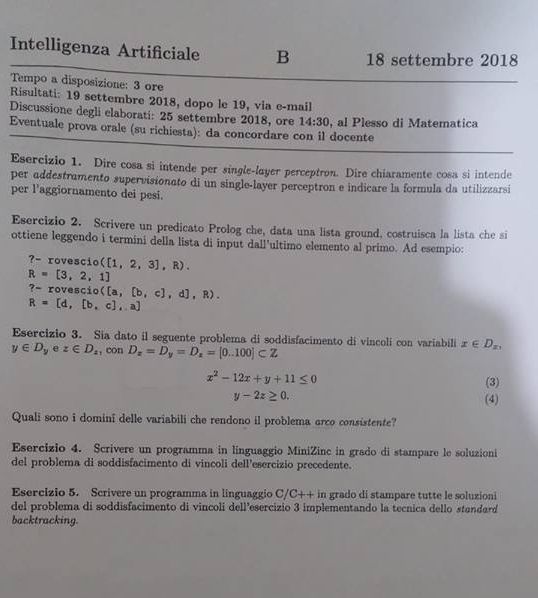 Intelligenza Artificiale B 18 settembre 2018
Tempo a disposizione: 3 ore
Risultati: 19 settembre 2018, dopo le 19, via e-mail
Discussione degli elaborati: 25 settembre 2018, ore 14:30, al Plesso di Matematica
Eventuale prova orale (su richiesta): da concordare con il docente
Esercizio 1. Dire cosa si intende per single-layer perceptron. Dire chiaramente cosa si intende
per addestramento supervisionato di un single-layer perceptron e indicare la formula da utilizzarsi
per l'aggiornamento dei pesi.
Esercizio 2. Scrivere un predicato Prolog che, data una lista ground, costruisca la lista che si
ottiene leggendo i termini della lista di input dall'ultimo elemento al primo. Ad esempio:
?- rovescio([1, 2, 3], R).
R = [3, 2, 1]
?- rovescio([a, [b, c], d], R).
R = [d, [b, c], a]
Esercizio 3. Sia dato il seguente problema di soddisfacimento di vincoli con variabili x ∈ Dₓ,
y ∈ D_y e z ∈ D_z, con D_x = D_y = D_z = [0..100] ⊂ ℤ
x² − 12x + y + 11 ≤ 0 (3)
y − 2z ≥ 0. (4)
Quali sono i domini delle variabili che rendono il problema arco consistente?
Esercizio 4. Scrivere un programma in linguaggio MiniZinc in grado di stampare le soluzioni
del problema di soddisfacimento di vincoli dell'esercizio precedente.
Esercizio 5. Scrivere un programma in linguaggio C/C++ in grado di stampare tutte le soluzioni
del problema di soddisfacimento di vincoli dell'esercizio 3 implementando la tecnica dello standard
backtracking.